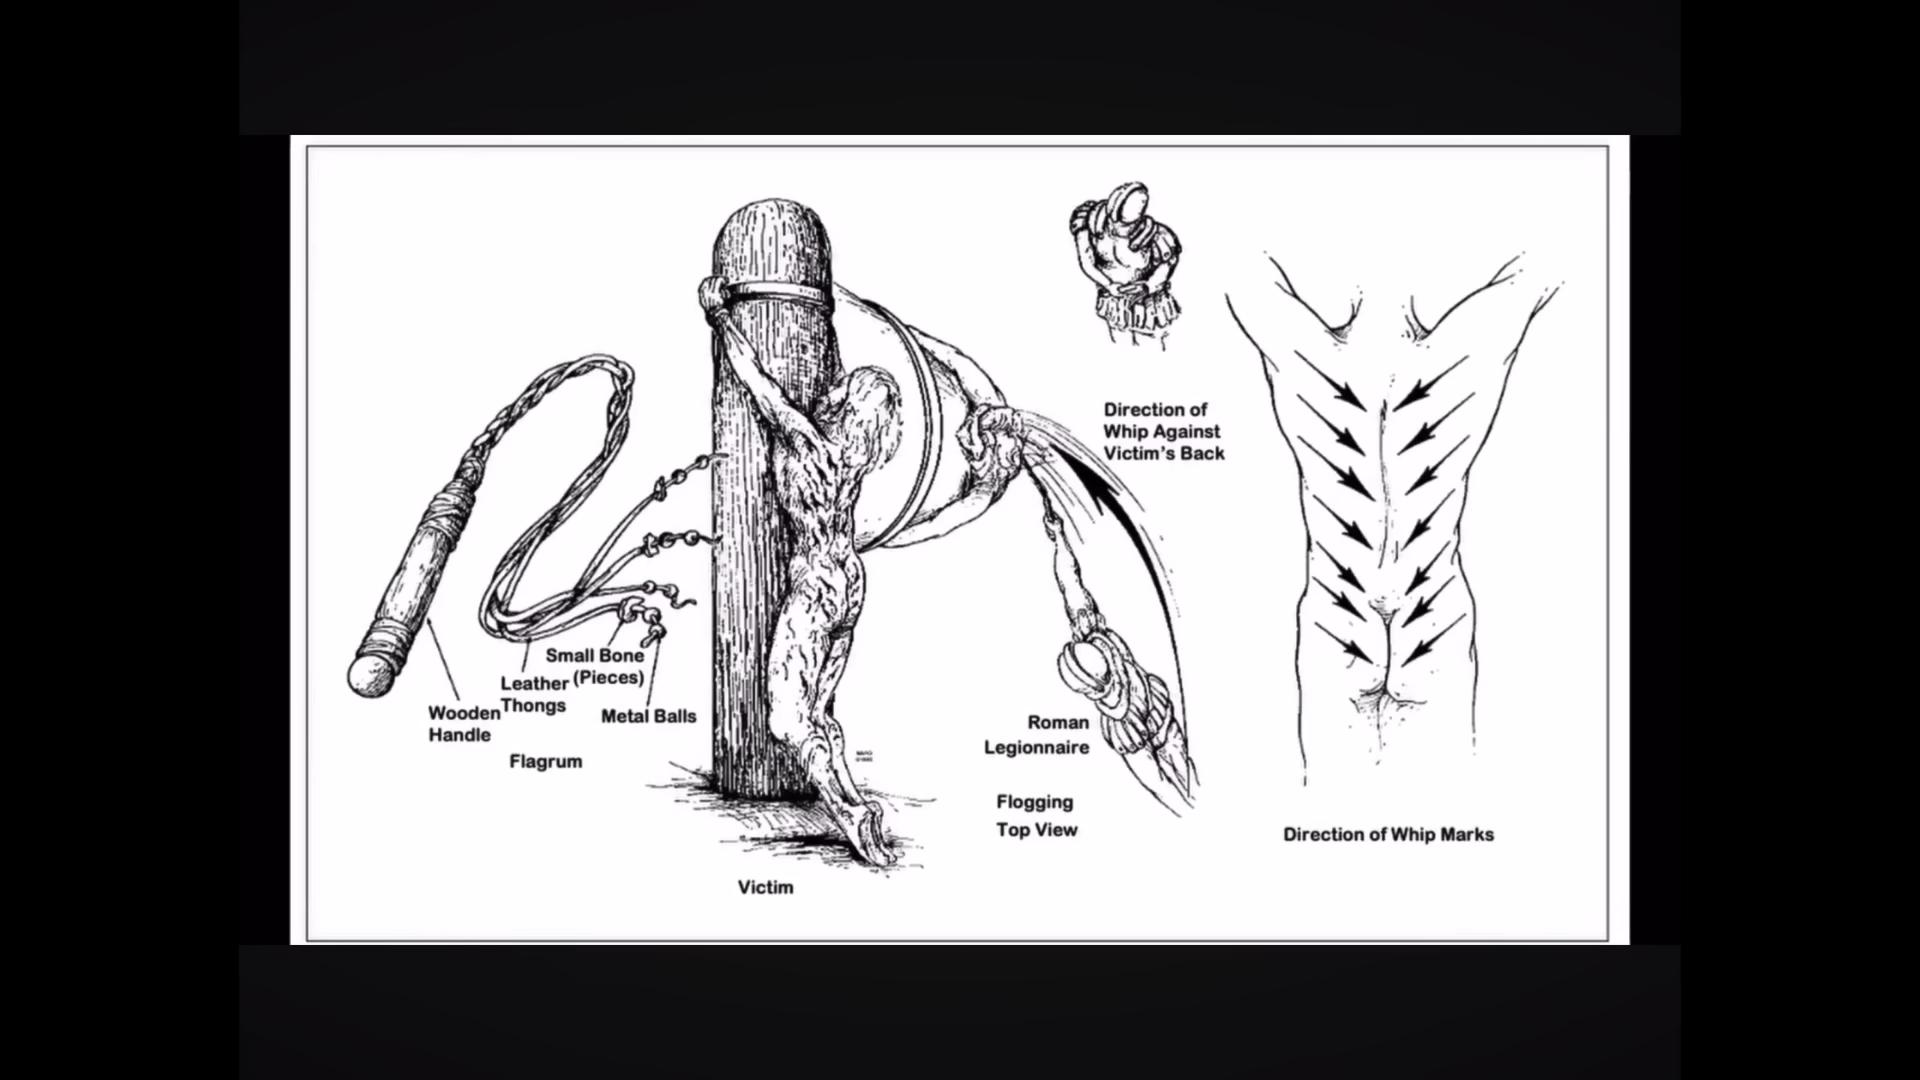 Direction of
Whip Against
Victim's Back
Small Bone
(Pieces)
Leather
Thongs
Metal Balls
Wooden
Handle
Flagrum
Roman
Legionnaire
Flogging
Top View
Direction of Whip Marks
Victim